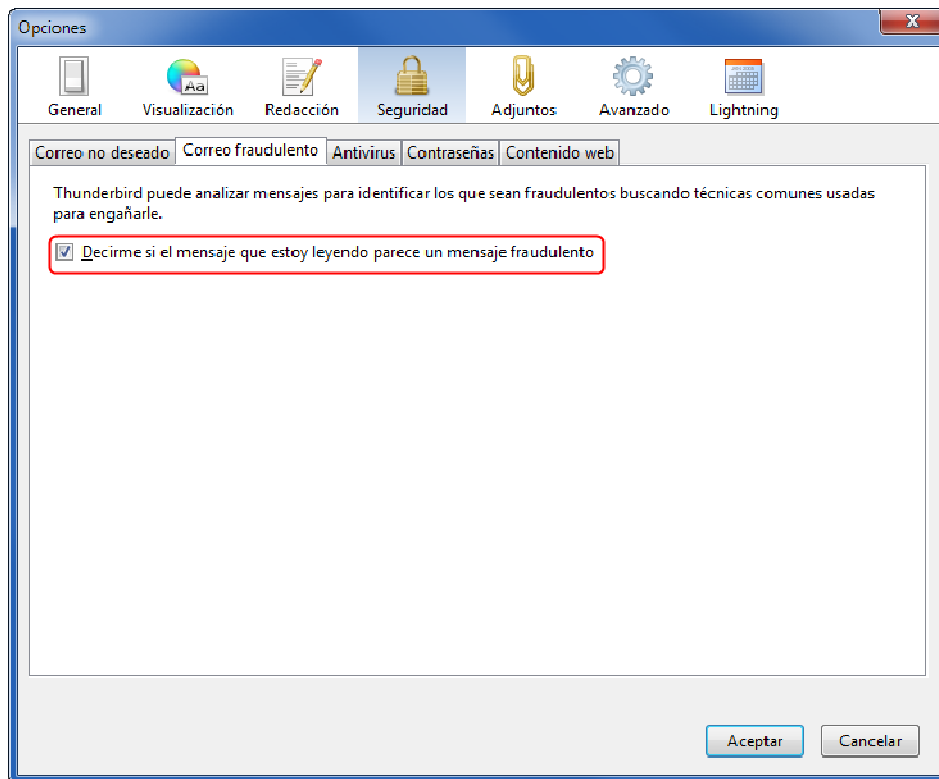 Opciones
X
Aa
General Visualización Redacción Seguridad Adjuntos Avanzado Lightning
Correo no deseado Correo fraudulento Antivirus Contraseñas Contenido web
Thunderbird puede analizar mensajes para identificar los que sean fraudulentos buscando técnicas comunes usadas
para engañarle.
Decirme si el mensaje que estoy leyendo parece un mensaje fraudulento
Aceptar Cancelar